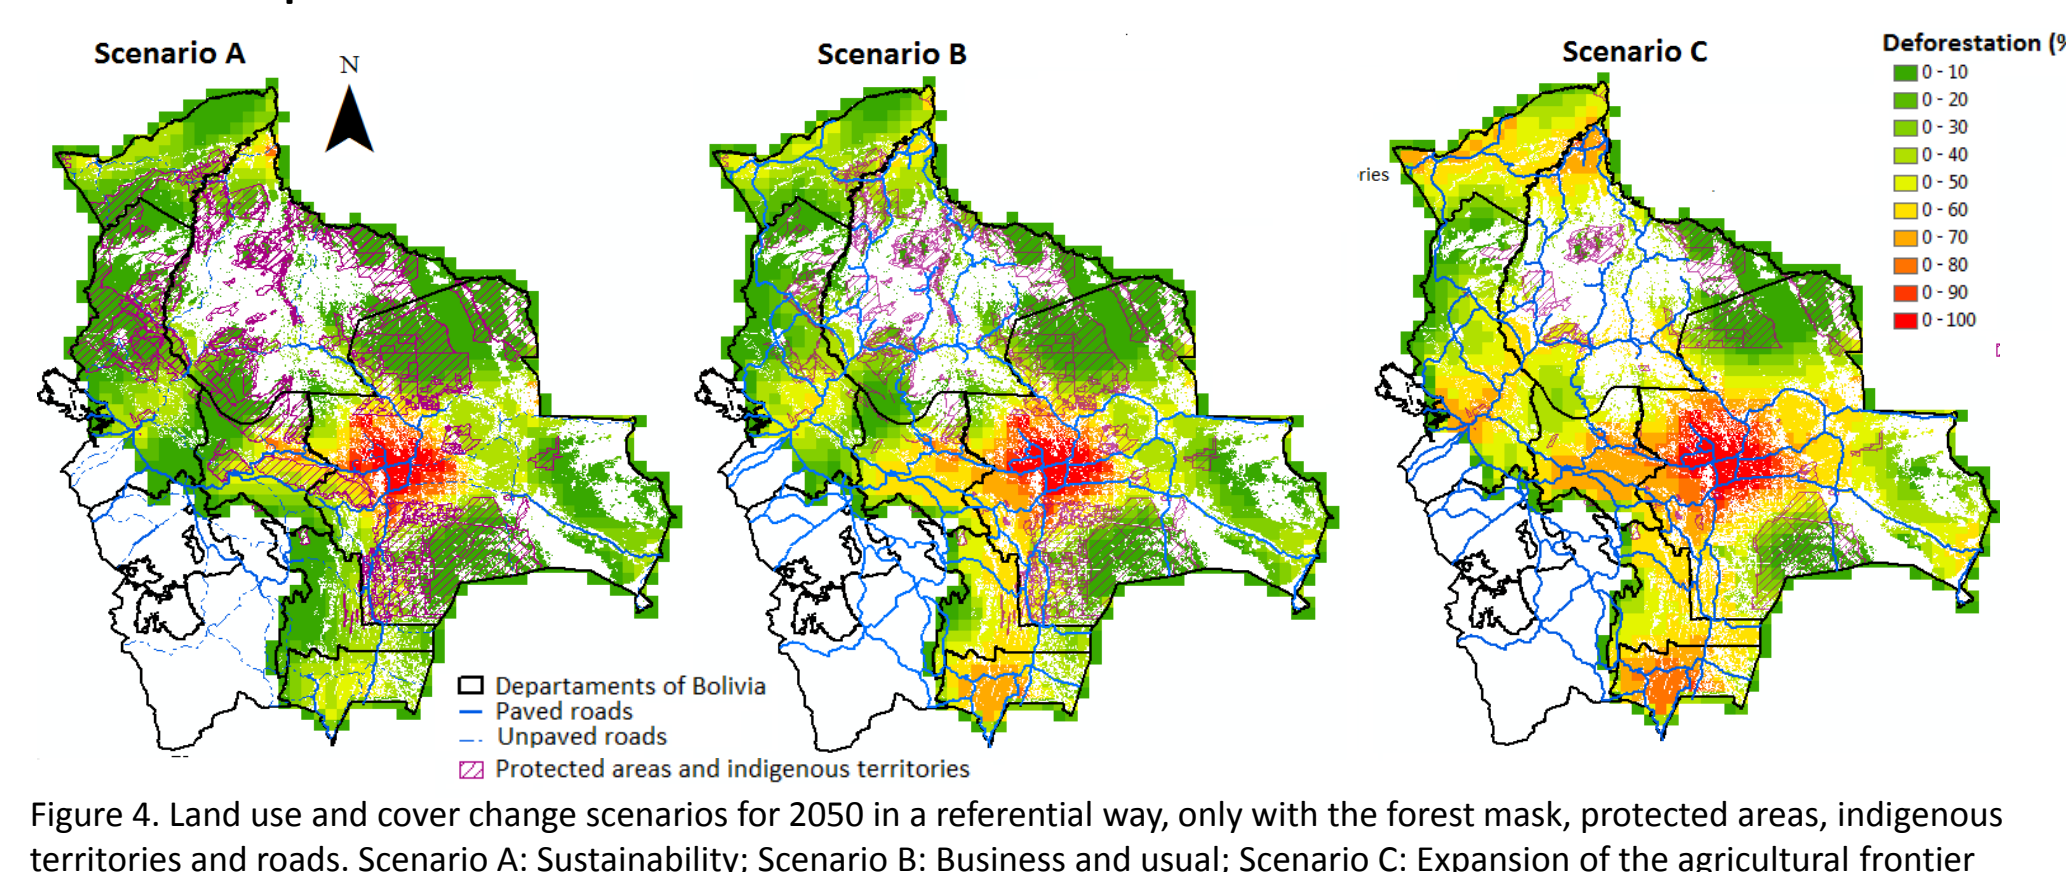 Scenario A
N
Scenario B
Scenario C
Deforestation (%
0 - 10
0 - 20
0 - 30
0 - 40
0 - 50
0 - 60
0 - 70
0 - 80
0 - 90
0 - 100
ries
Departaments of Bolivia
Paved roads
Unpaved roads
Protected areas and indigenous territories
Figure 4. Land use and cover change scenarios for 2050 in a referential way, only with the forest mask, protected areas, indigenous
territories and roads. Scenario A: Sustainability; Scenario B: Business and usual; Scenario C: Expansion of the agricultural frontier